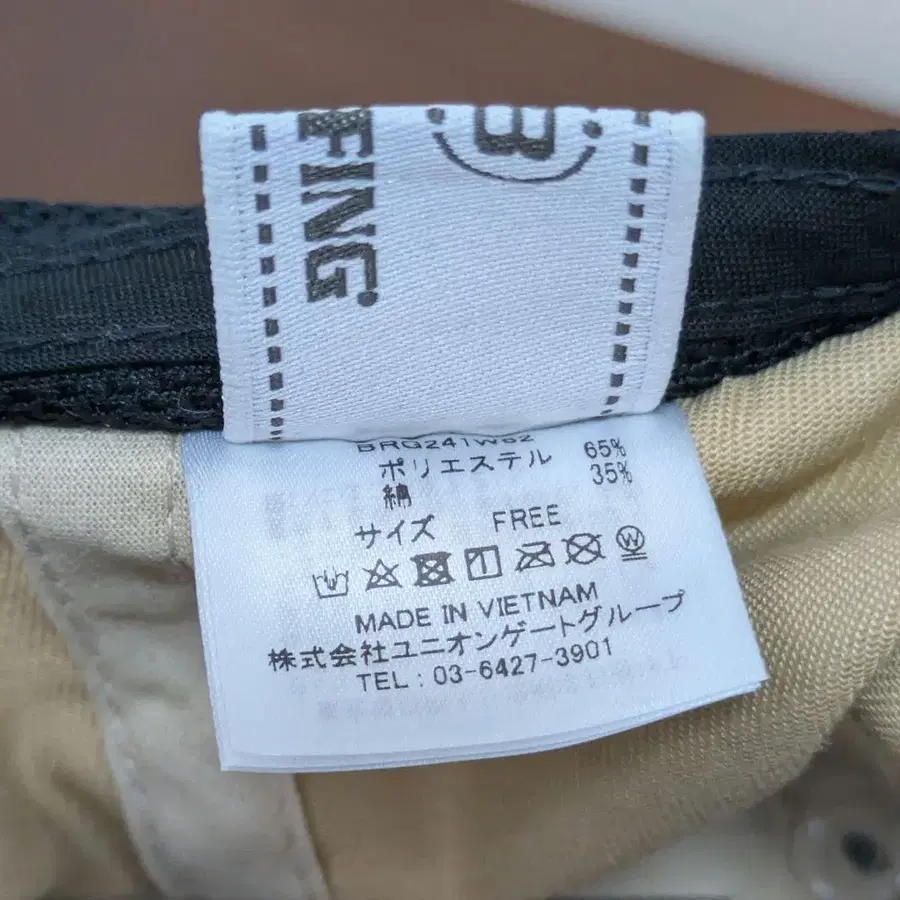 FING
B
BRG241W62
ポリエステル 65%
綿 35%
サイズ FREE
MADE IN VIETNAM
株式会社ユニオンゲートグループ
TEL : 03-6427-3901